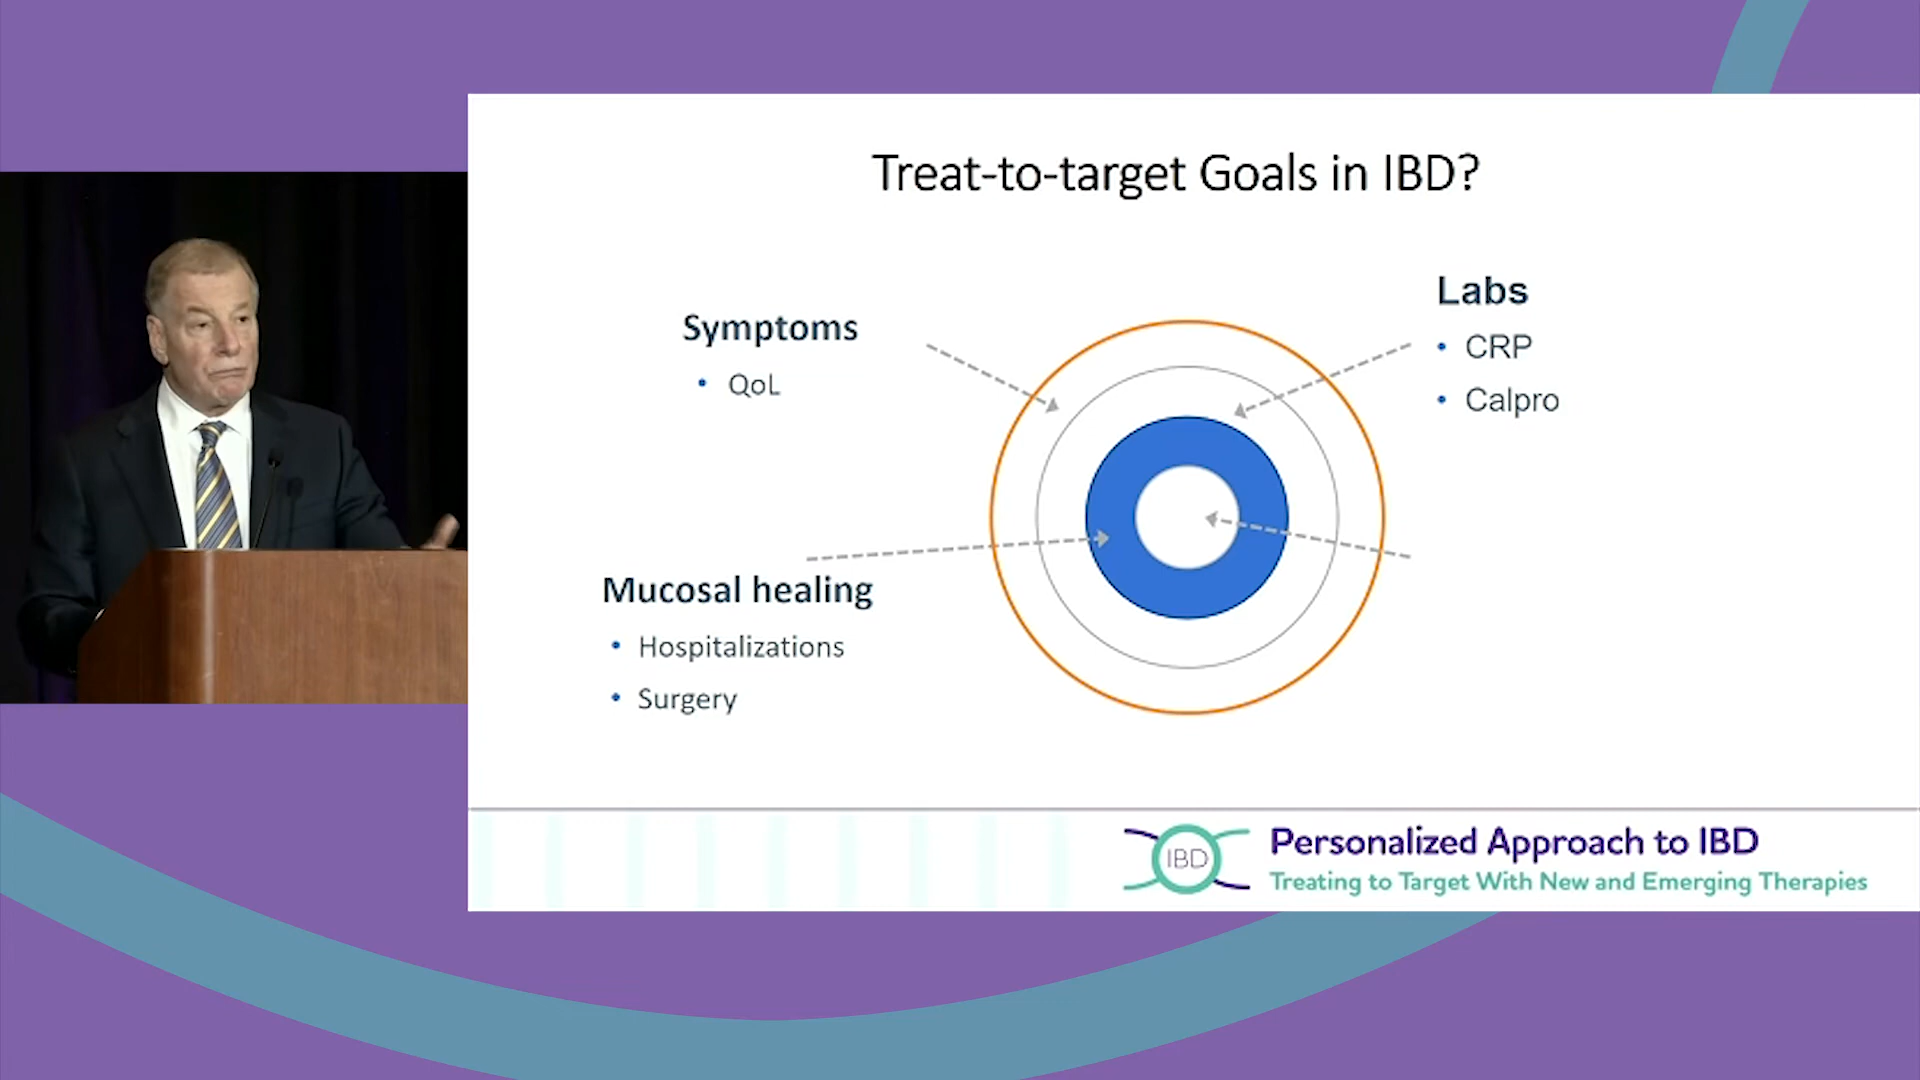 Treat-to-target Goals in IBD?
Symptoms
• QoL
Labs
• CRP
• Calpro
Mucosal healing
• Hospitalizations
• Surgery
IBD
Personalized Approach to IBD
Treating to Target With New and Emerging Therapies